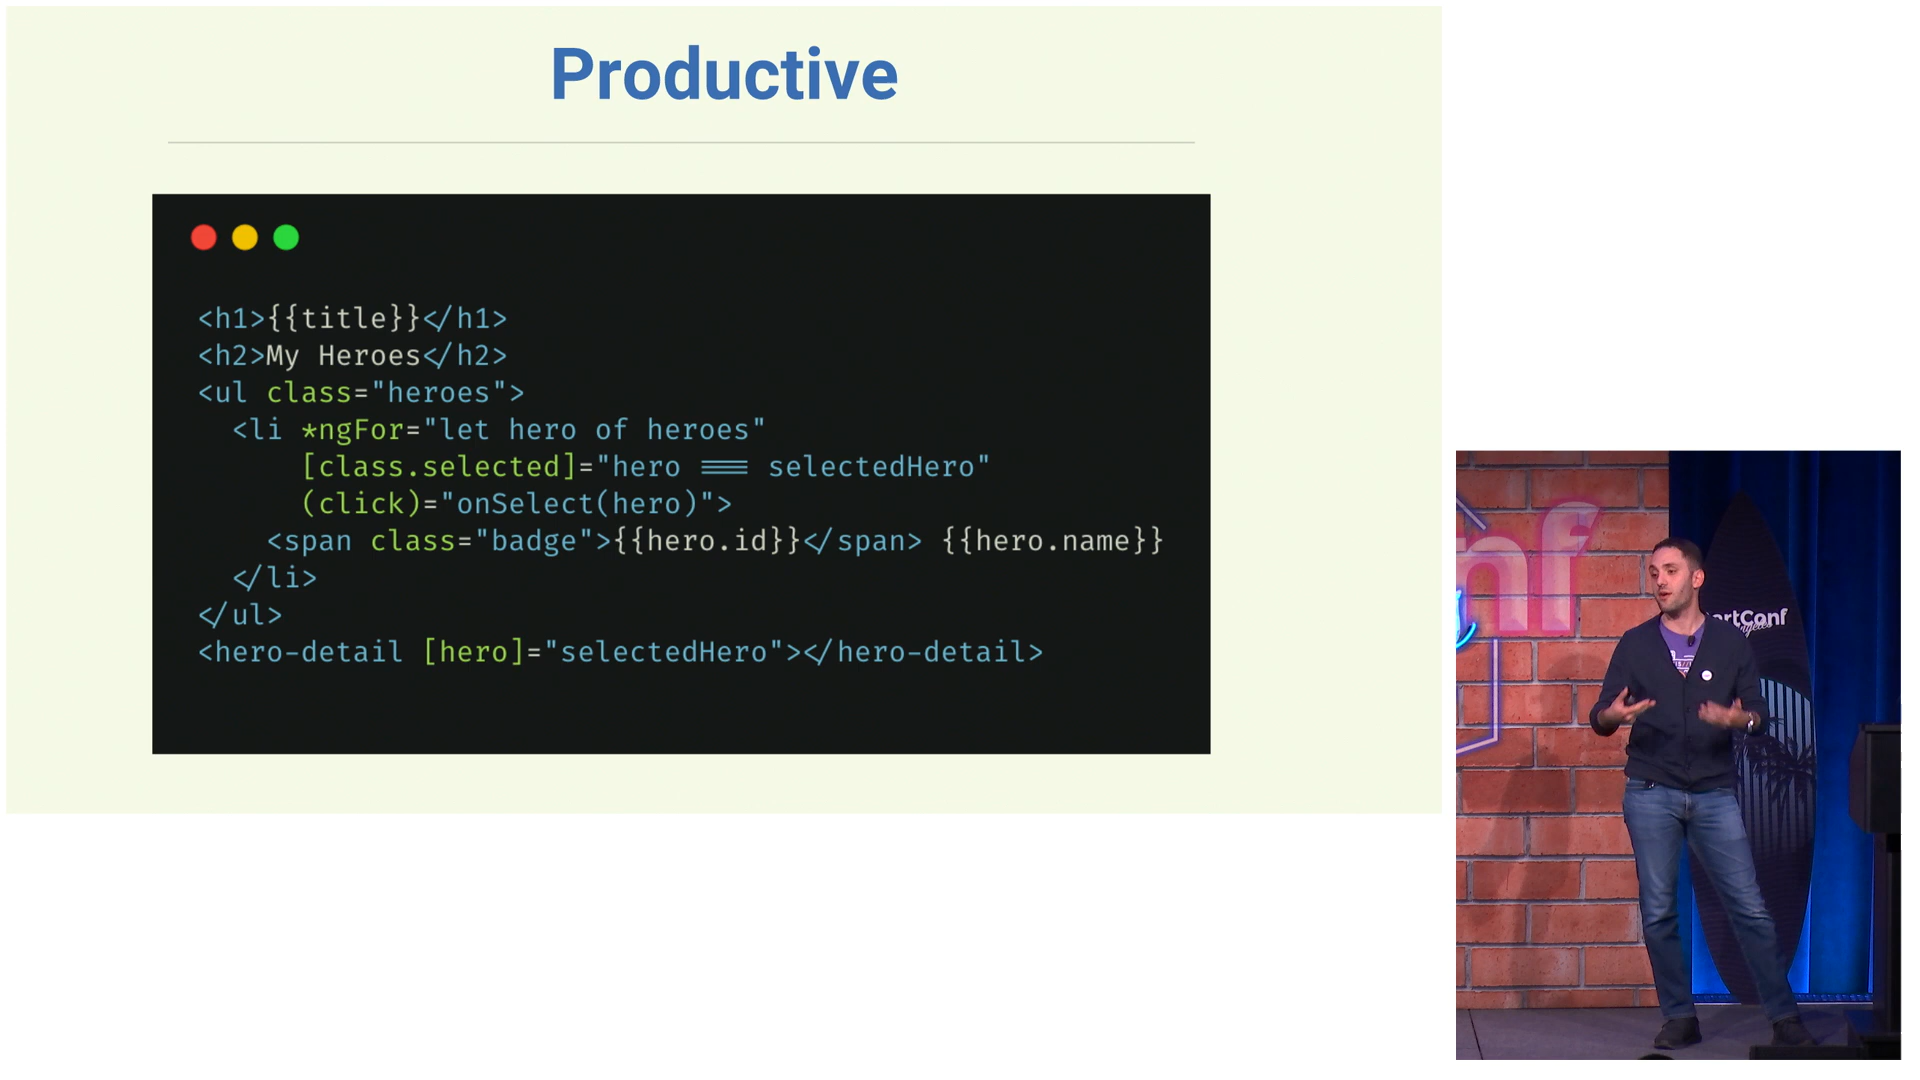 Productive
<h1>{{title}}</h1>
<h2>My Heroes</h2>
<ul class="heroes">
  <li *ngFor="let hero of heroes"
      [class.selected]="hero === selectedHero"
      (click)="onSelect(hero)">
    <span class="badge">{{hero.id}}</span> {{hero.name}}
  </li>
</ul>
<hero-detail [hero]="selectedHero"></hero-detail>
nf
artConf